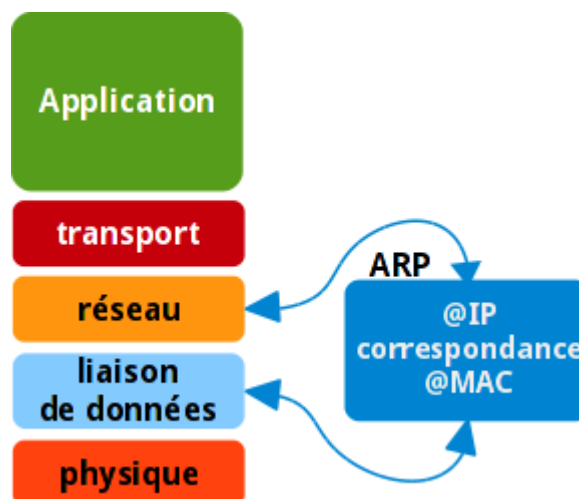 Application
transport
réseau
liaison
de données
physique
ARP
@IP
correspondance
@MAC